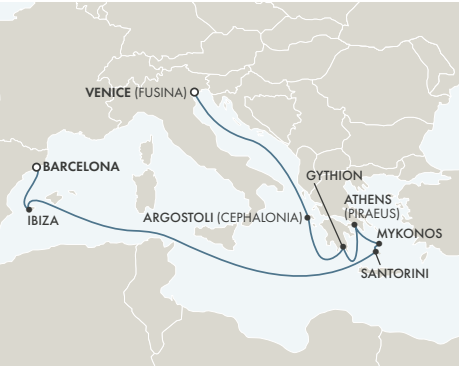 VENICE (FUSINA)
BARCELONA
GYTHION
ATHENS
(PIRAEUS)
IBIZA
ARGOSTOLI (CEPHALONIA)
MYKONOS
SANTORINI